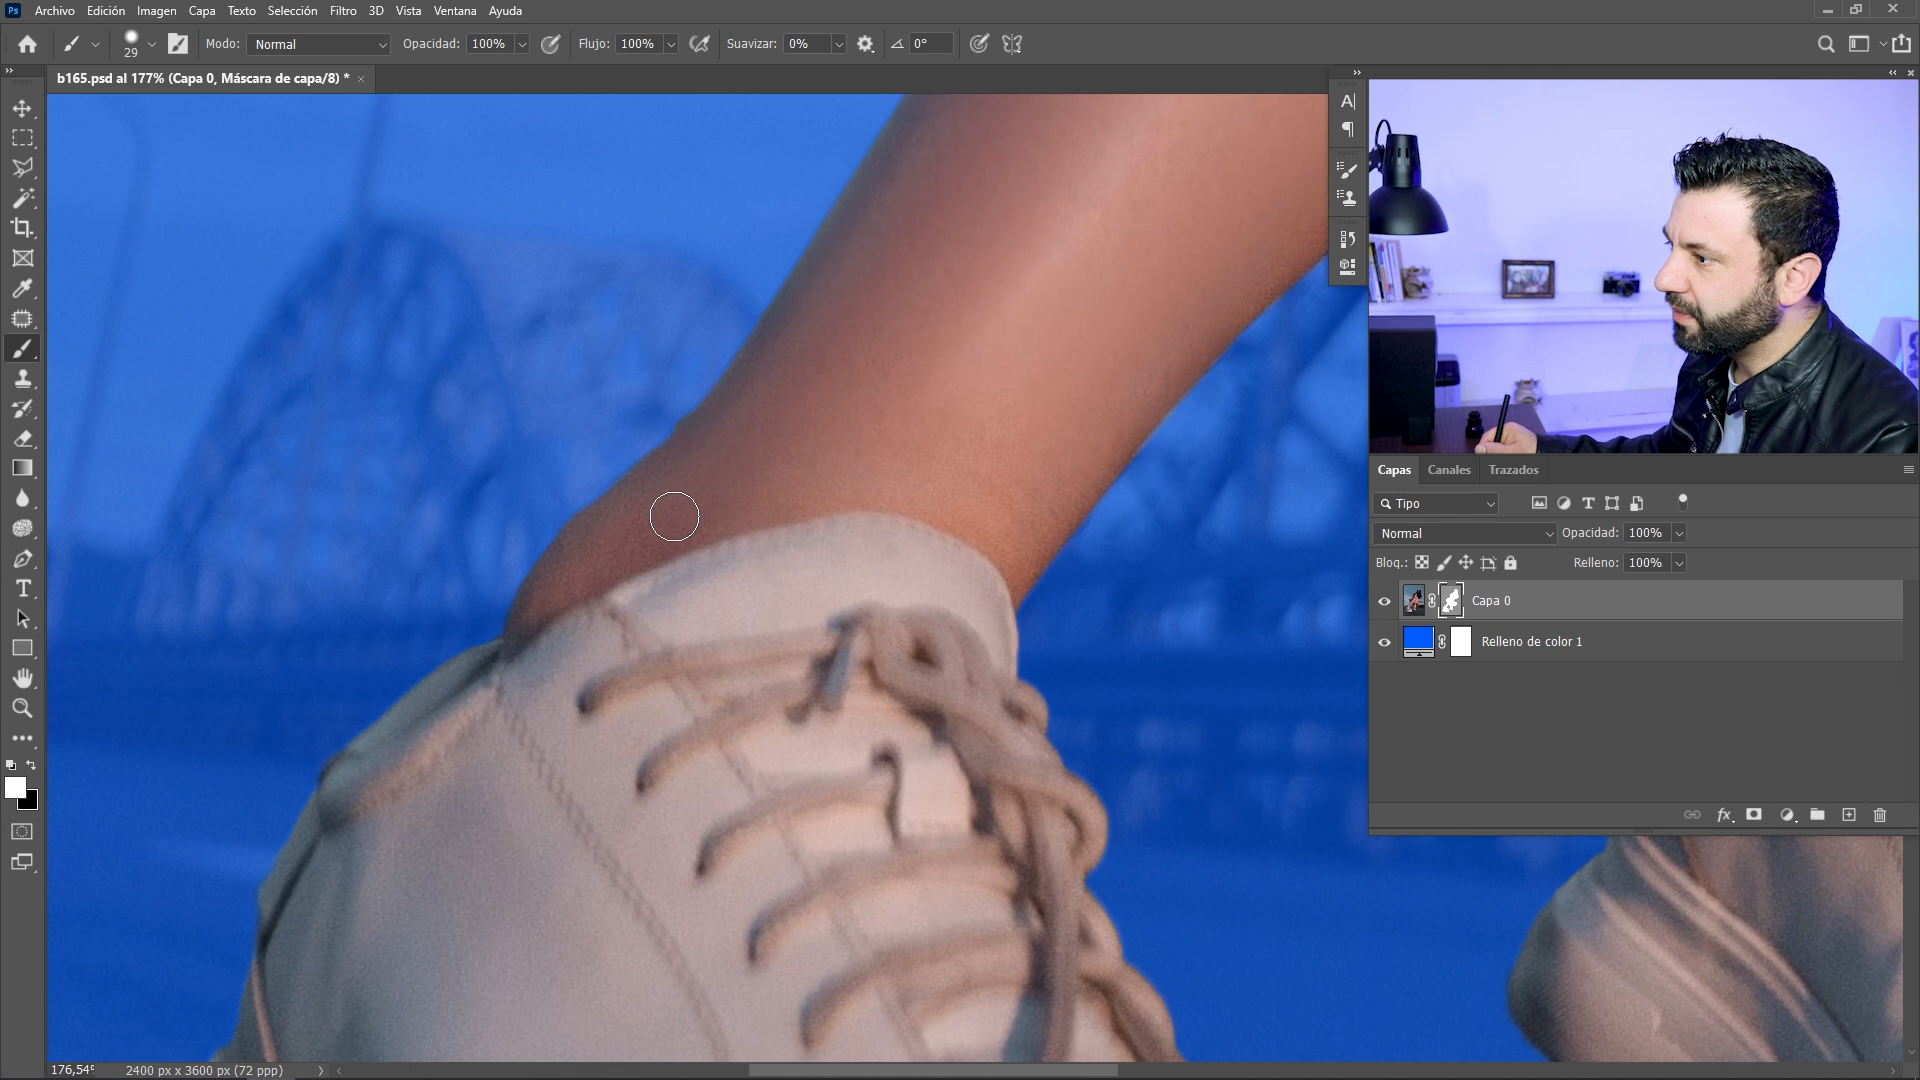 Ps Archivo Edición Imagen Capa Texto Selección Filtro 3D Vista Ventana Ayuda
29 Modo: Normal Opacidad: 100% Flujo: 100% Suavizar: 0% 0°
b165.psd al 177% (Capa 0, Máscara de capa/8) * ×
Capas Canales Trazados
Tipo
Normal Opacidad: 100%
Bloq.: Relleno: 100%
Capa 0
Relleno de color 1
fx
176,54%
2400 px x 3600 px (72 ppp)